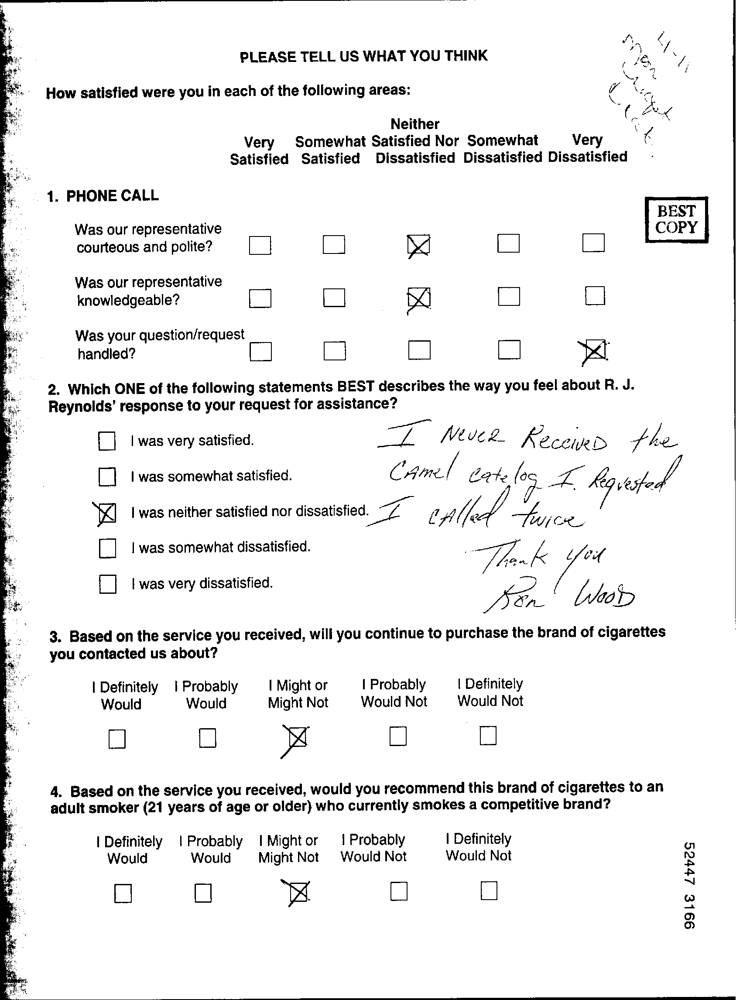 PLEASE TELL US WHAT YOU THINK
4-11
How satisfied were you in each of the following areas:
Neither
Very Somewhat Satisfied Nor Somewhat Very
Satisfied Satisfied Dissatisfied Dissatisfied Dissatisfied
1. PHONE CALL
BEST
COPY
Was our representative
courteous and polite?
Was our representative
knowledgeable?
Was your question/request
handled?
2. Which ONE of the following statements BEST describes the way you feel about R. J.
Reynolds' response to your request for assistance?
I was very satisfied.
I was somewhat satisfied.
I was neither satisfied nor dissatisfied.
I was somewhat dissatisfied.
I was very dissatisfied.
I Never Received the
Camel catelog I Requested
I called twice
Thank you
Ron Wood
3. Based on the service you received, will you continue to purchase the brand of cigarettes
you contacted us about?
I Definitely I Probably I Might or I Probably I Definitely
Would Would Might Not Would Not Would Not
4. Based on the service you received, would you recommend this brand of cigarettes to an
adult smoker (21 years of age or older) who currently smokes a competitive brand?
I Definitely I Probably I Might or I Probably I Definitely
Would Would Might Not Would Not Would Not
52447 3166